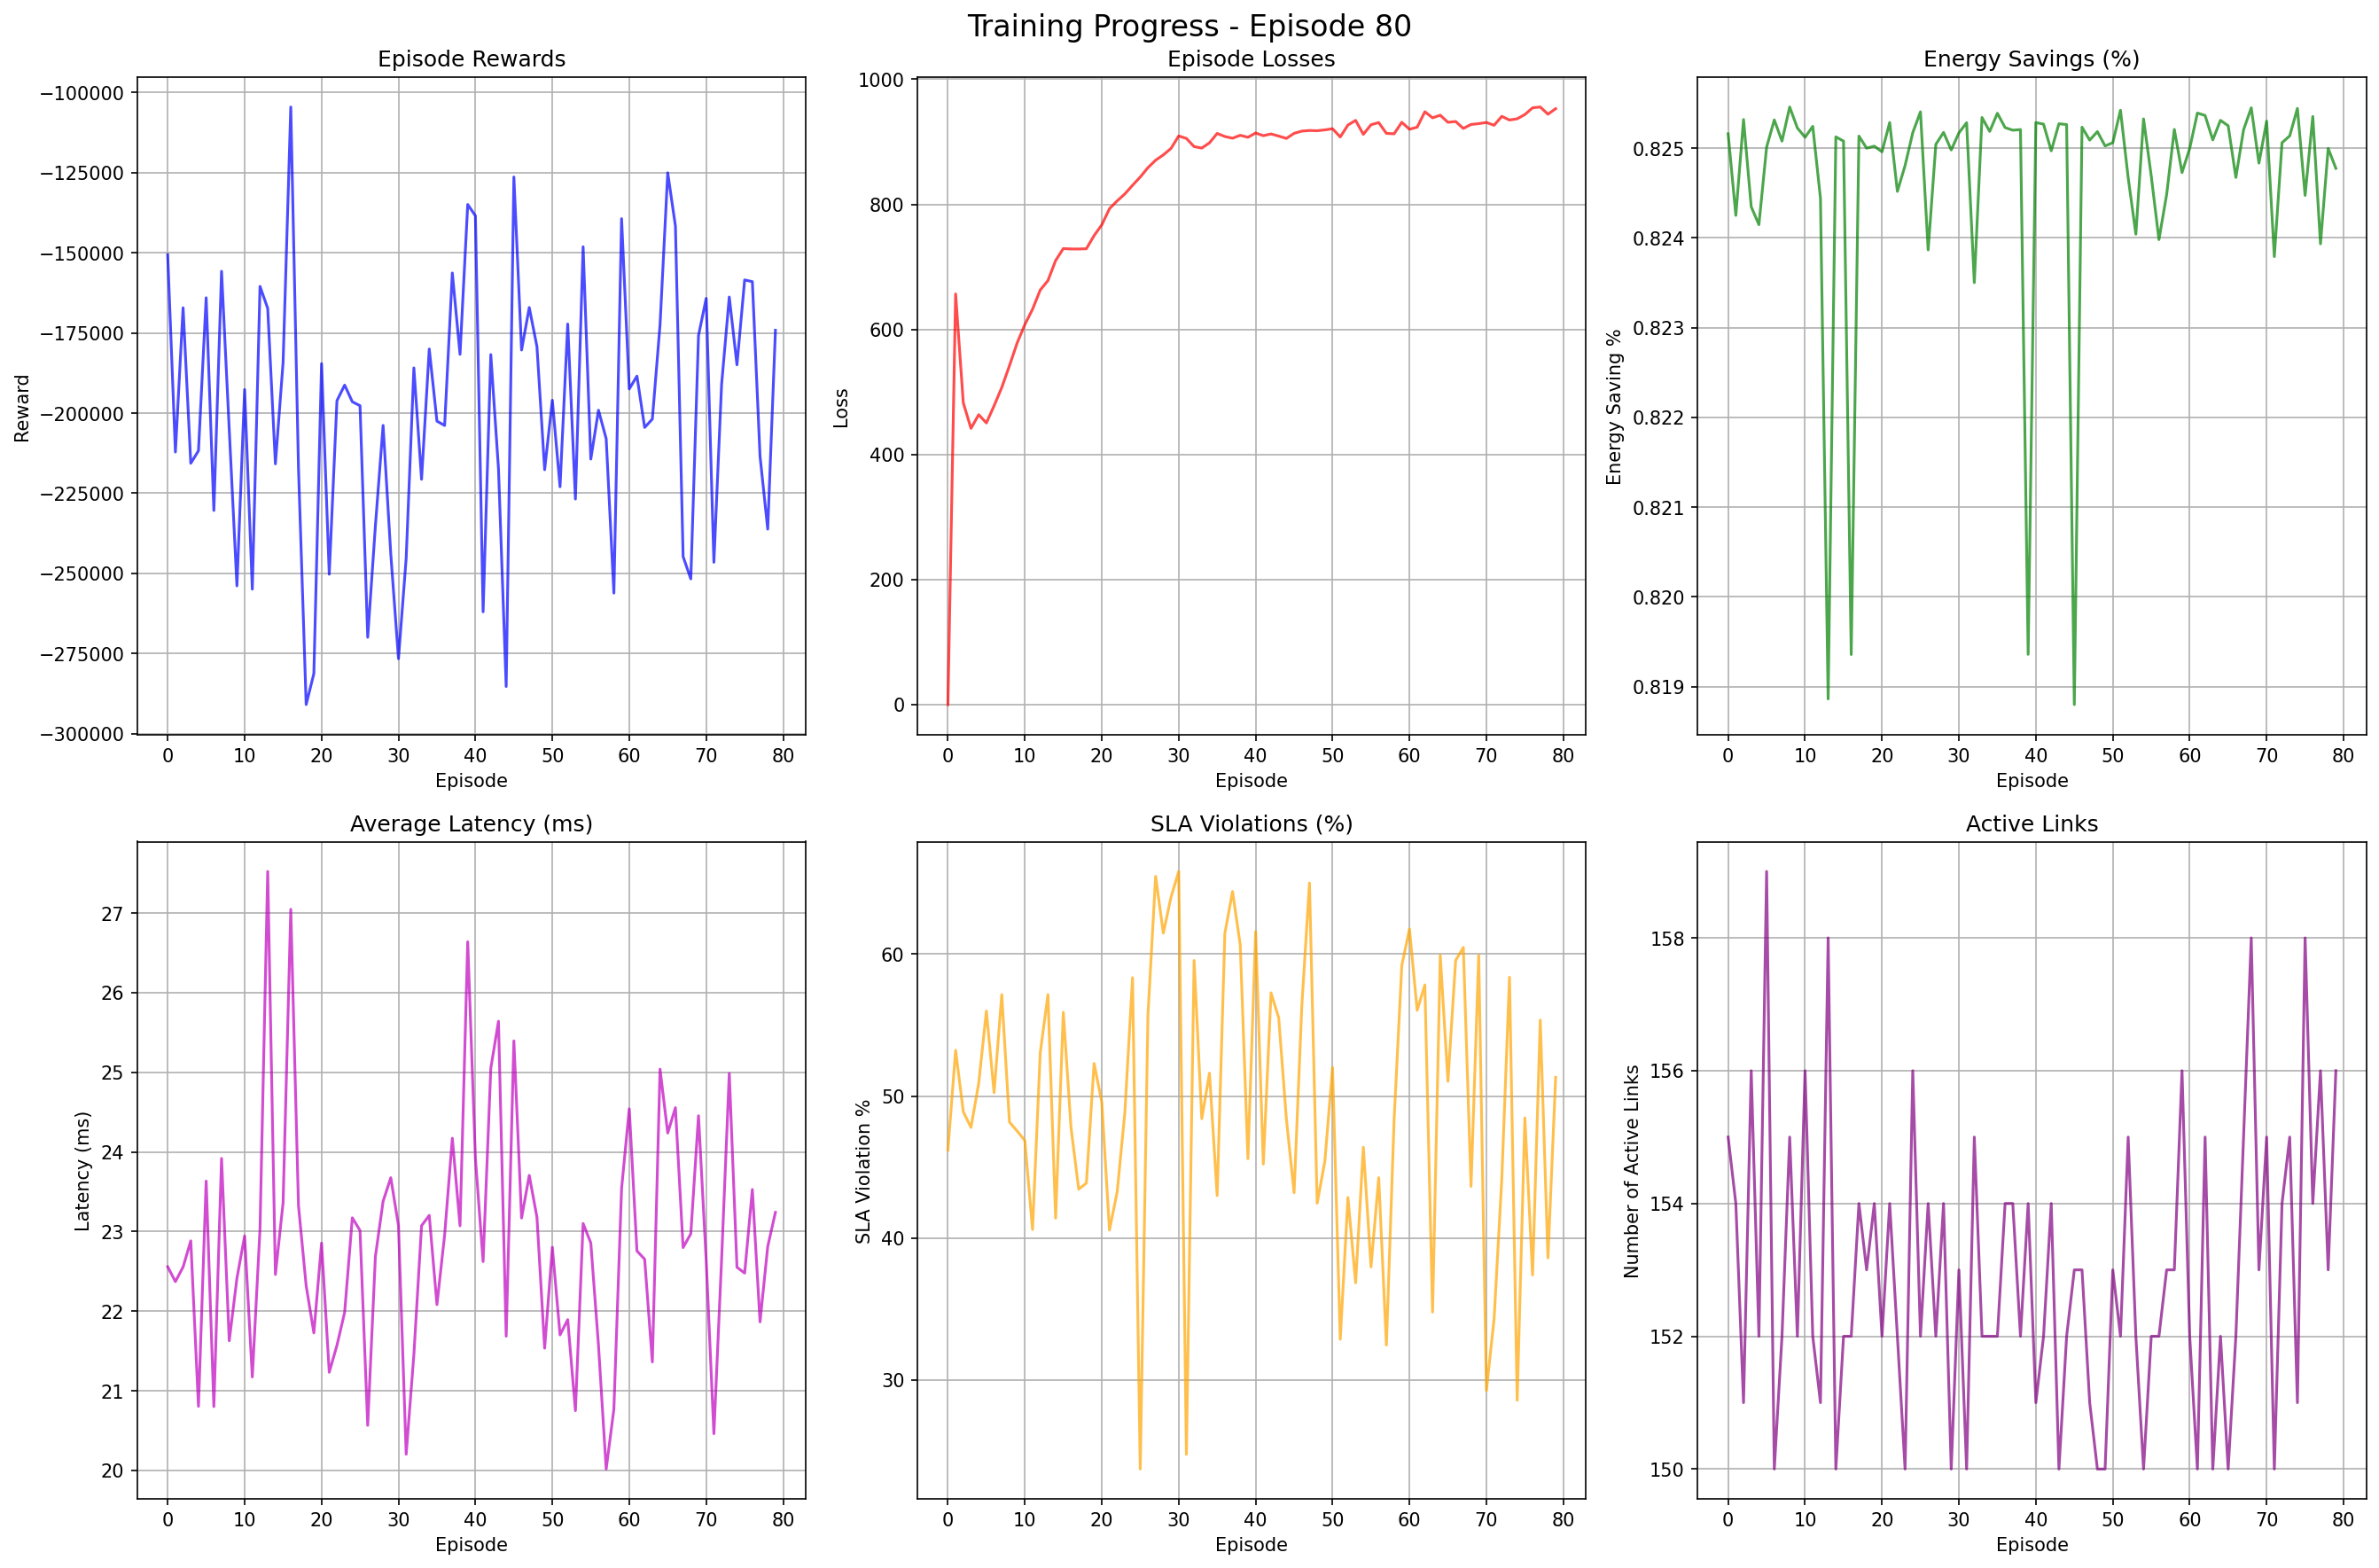 Training Progress - Episode 80
Episode Rewards
Reward
−100000
−125000
−150000
−175000
−200000
−225000
−250000
−275000
−300000
0 10 20 30 40 50 60 70 80
Episode
Episode Losses
Loss
1000
800
600
400
200
0
0 10 20 30 40 50 60 70 80
Episode
Energy Savings (%)
Energy Saving %
0.825
0.824
0.823
0.822
0.821
0.820
0.819
0 10 20 30 40 50 60 70 80
Episode
Average Latency (ms)
Latency (ms)
27
26
25
24
23
22
21
20
0 10 20 30 40 50 60 70 80
Episode
SLA Violations (%)
SLA Violation %
60
50
40
30
0 10 20 30 40 50 60 70 80
Episode
Active Links
Number of Active Links
158
156
154
152
150
0 10 20 30 40 50 60 70 80
Episode